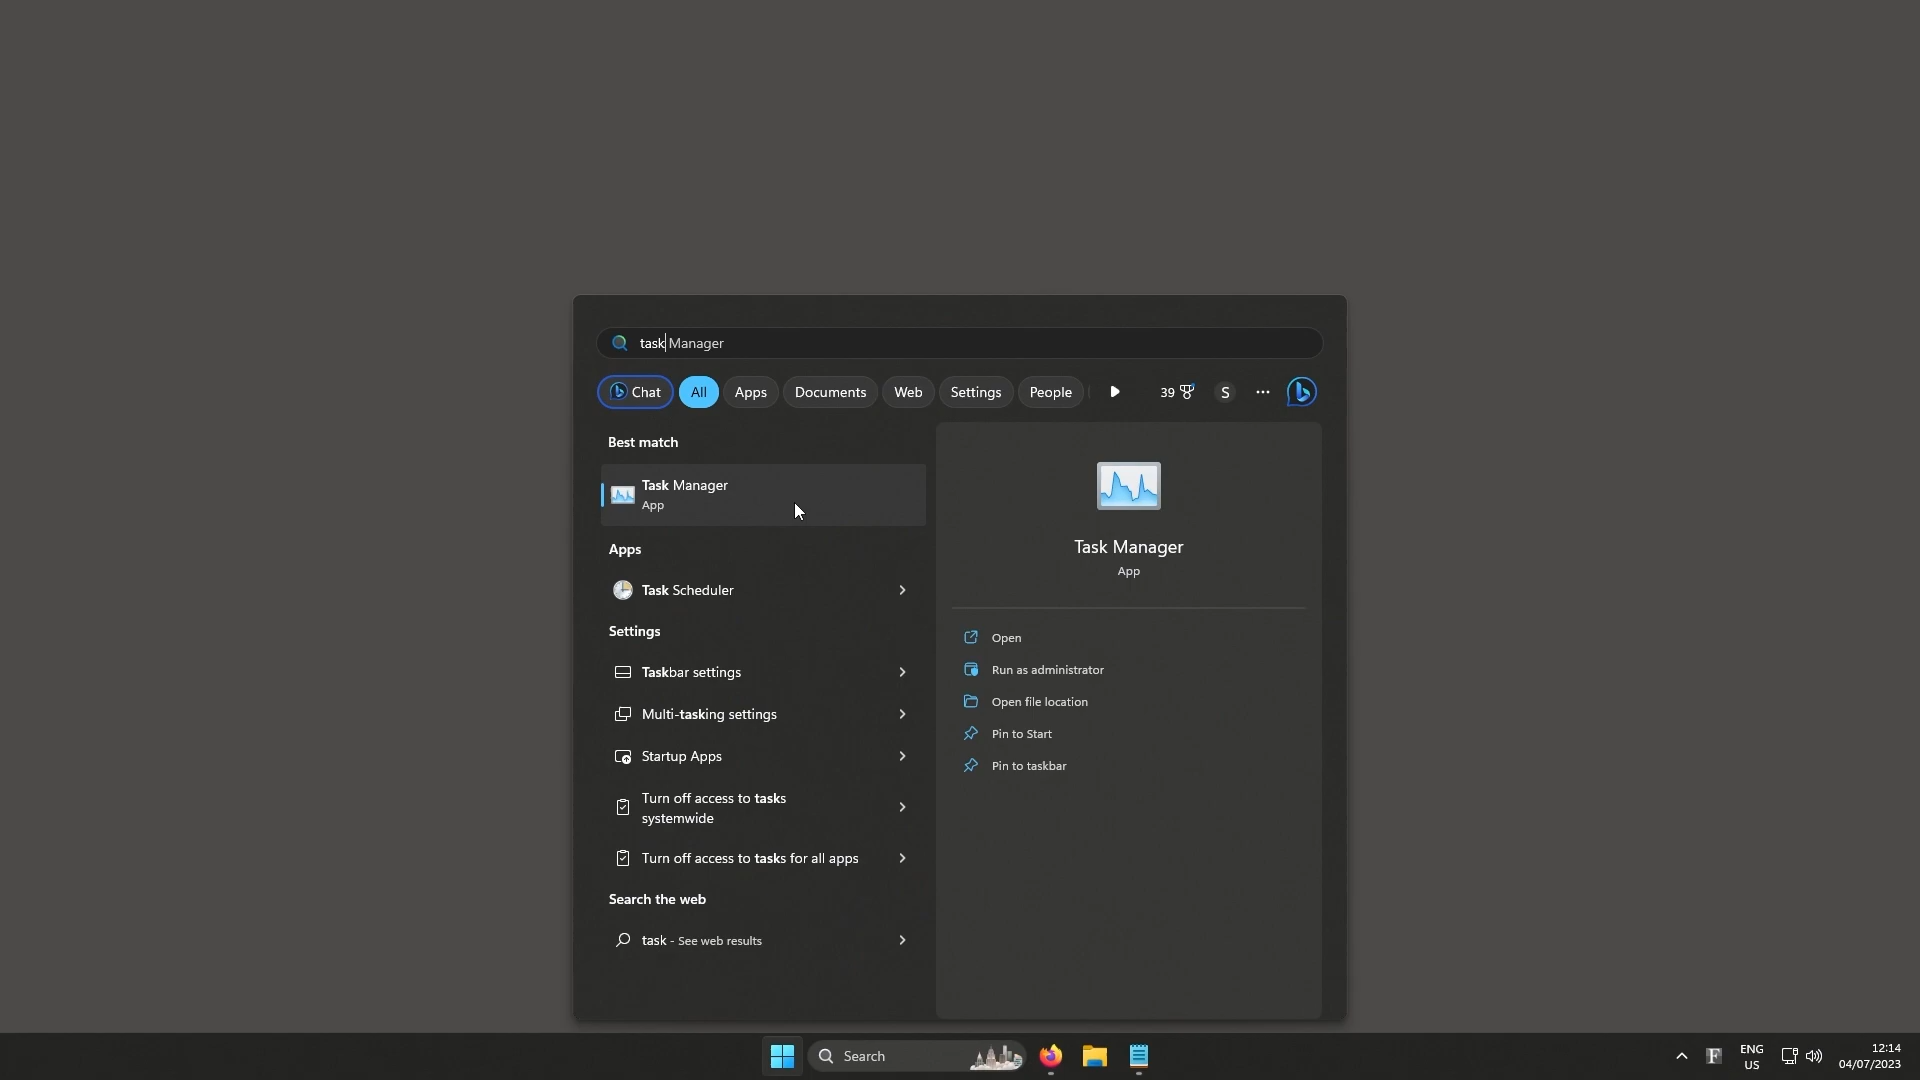 task Manager
Chat
All
Apps
Documents
Web
Settings
People
39
S
Best match
Task Manager
App
Apps
Task Scheduler
Settings
Taskbar settings
Multi-tasking settings
Startup Apps
Turn off access to tasks
systemwide
Turn off access to tasks for all apps
Search the web
task - See web results
Task Manager
App
Open
Run as administrator
Open file location
Pin to Start
Pin to taskbar
Search
F
ENG
US
12:14
04/07/2023